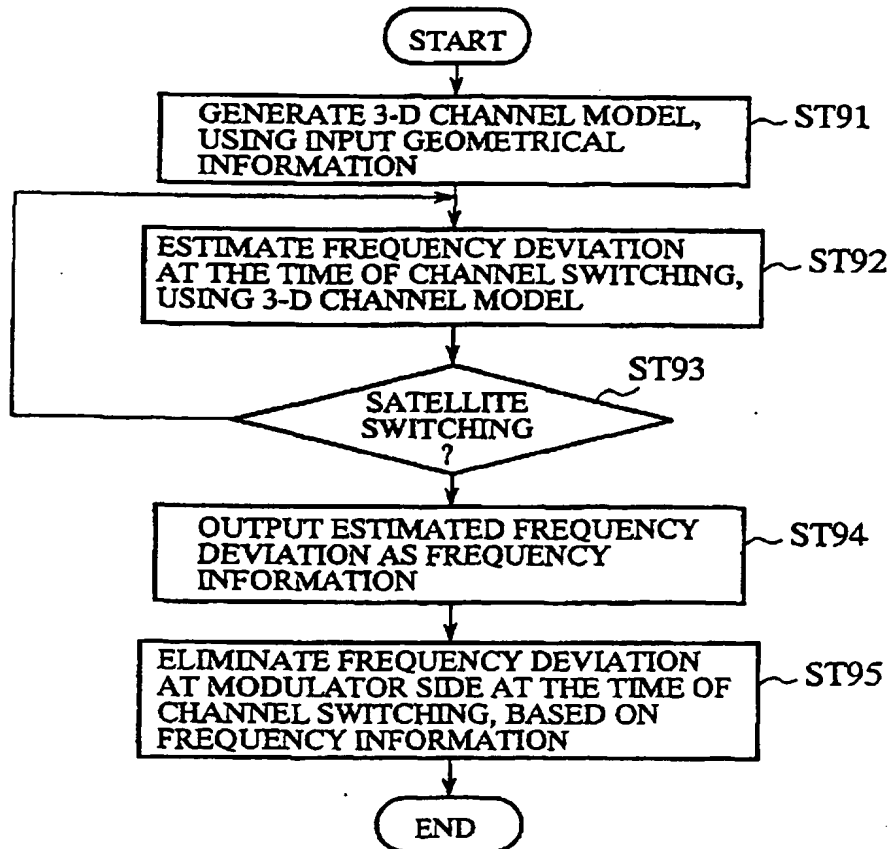 START
GENERATE 3-D CHANNEL MODEL,
USING INPUT GEOMETRICAL
INFORMATION
ST91
ESTIMATE FREQUENCY DEVIATION
AT THE TIME OF CHANNEL SWITCHING,
USING 3-D CHANNEL MODEL
ST92
ST93
SATELLITE
SWITCHING
?
OUTPUT ESTIMATED FREQUENCY
DEVIATION AS FREQUENCY
INFORMATION
ST94
ELIMINATE FREQUENCY DEVIATION
AT MODULATOR SIDE AT THE TIME OF
CHANNEL SWITCHING, BASED ON
FREQUENCY INFORMATION
ST95
END